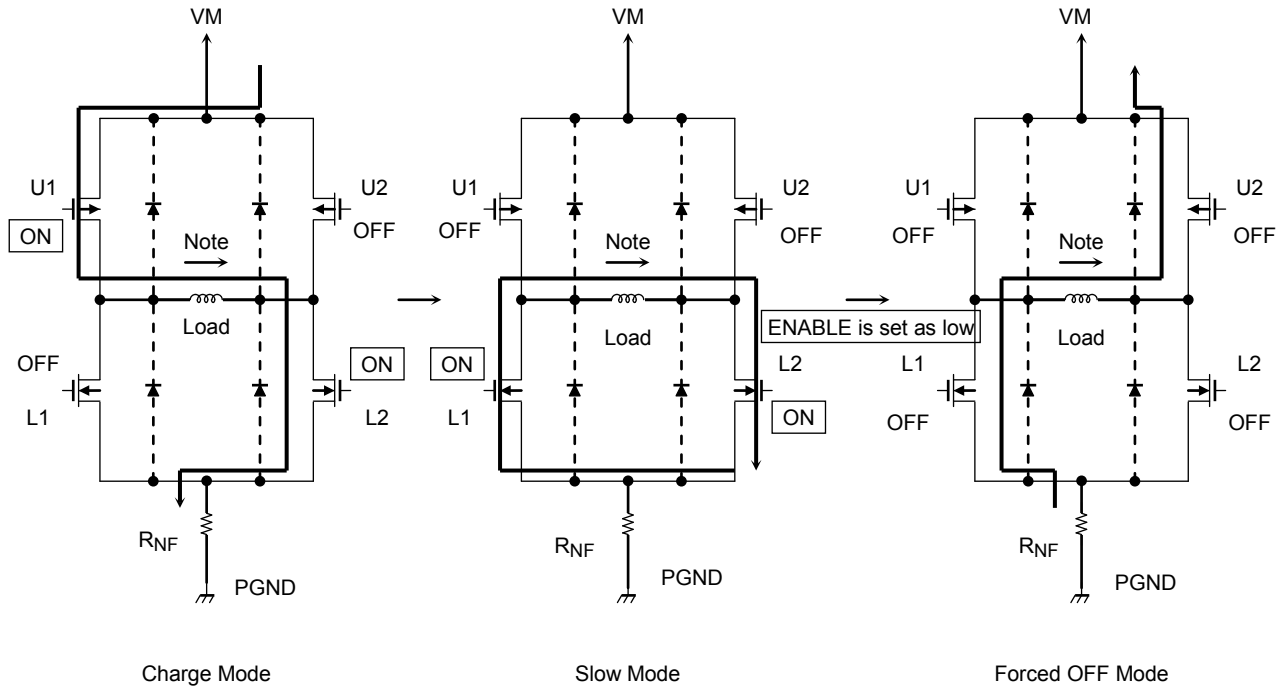 VM
U1
ON
U2
OFF
Note
Load
OFF
L1
ON
L2
RNF
PGND
Charge Mode
VM
U1
OFF
U2
OFF
Note
Load
ON
L1
L2
ON
RNF
PGND
Slow Mode
ENABLE is set as low
VM
U1
OFF
U2
OFF
Note
Load
L1
OFF
L2
OFF
RNF
PGND
Forced OFF Mode